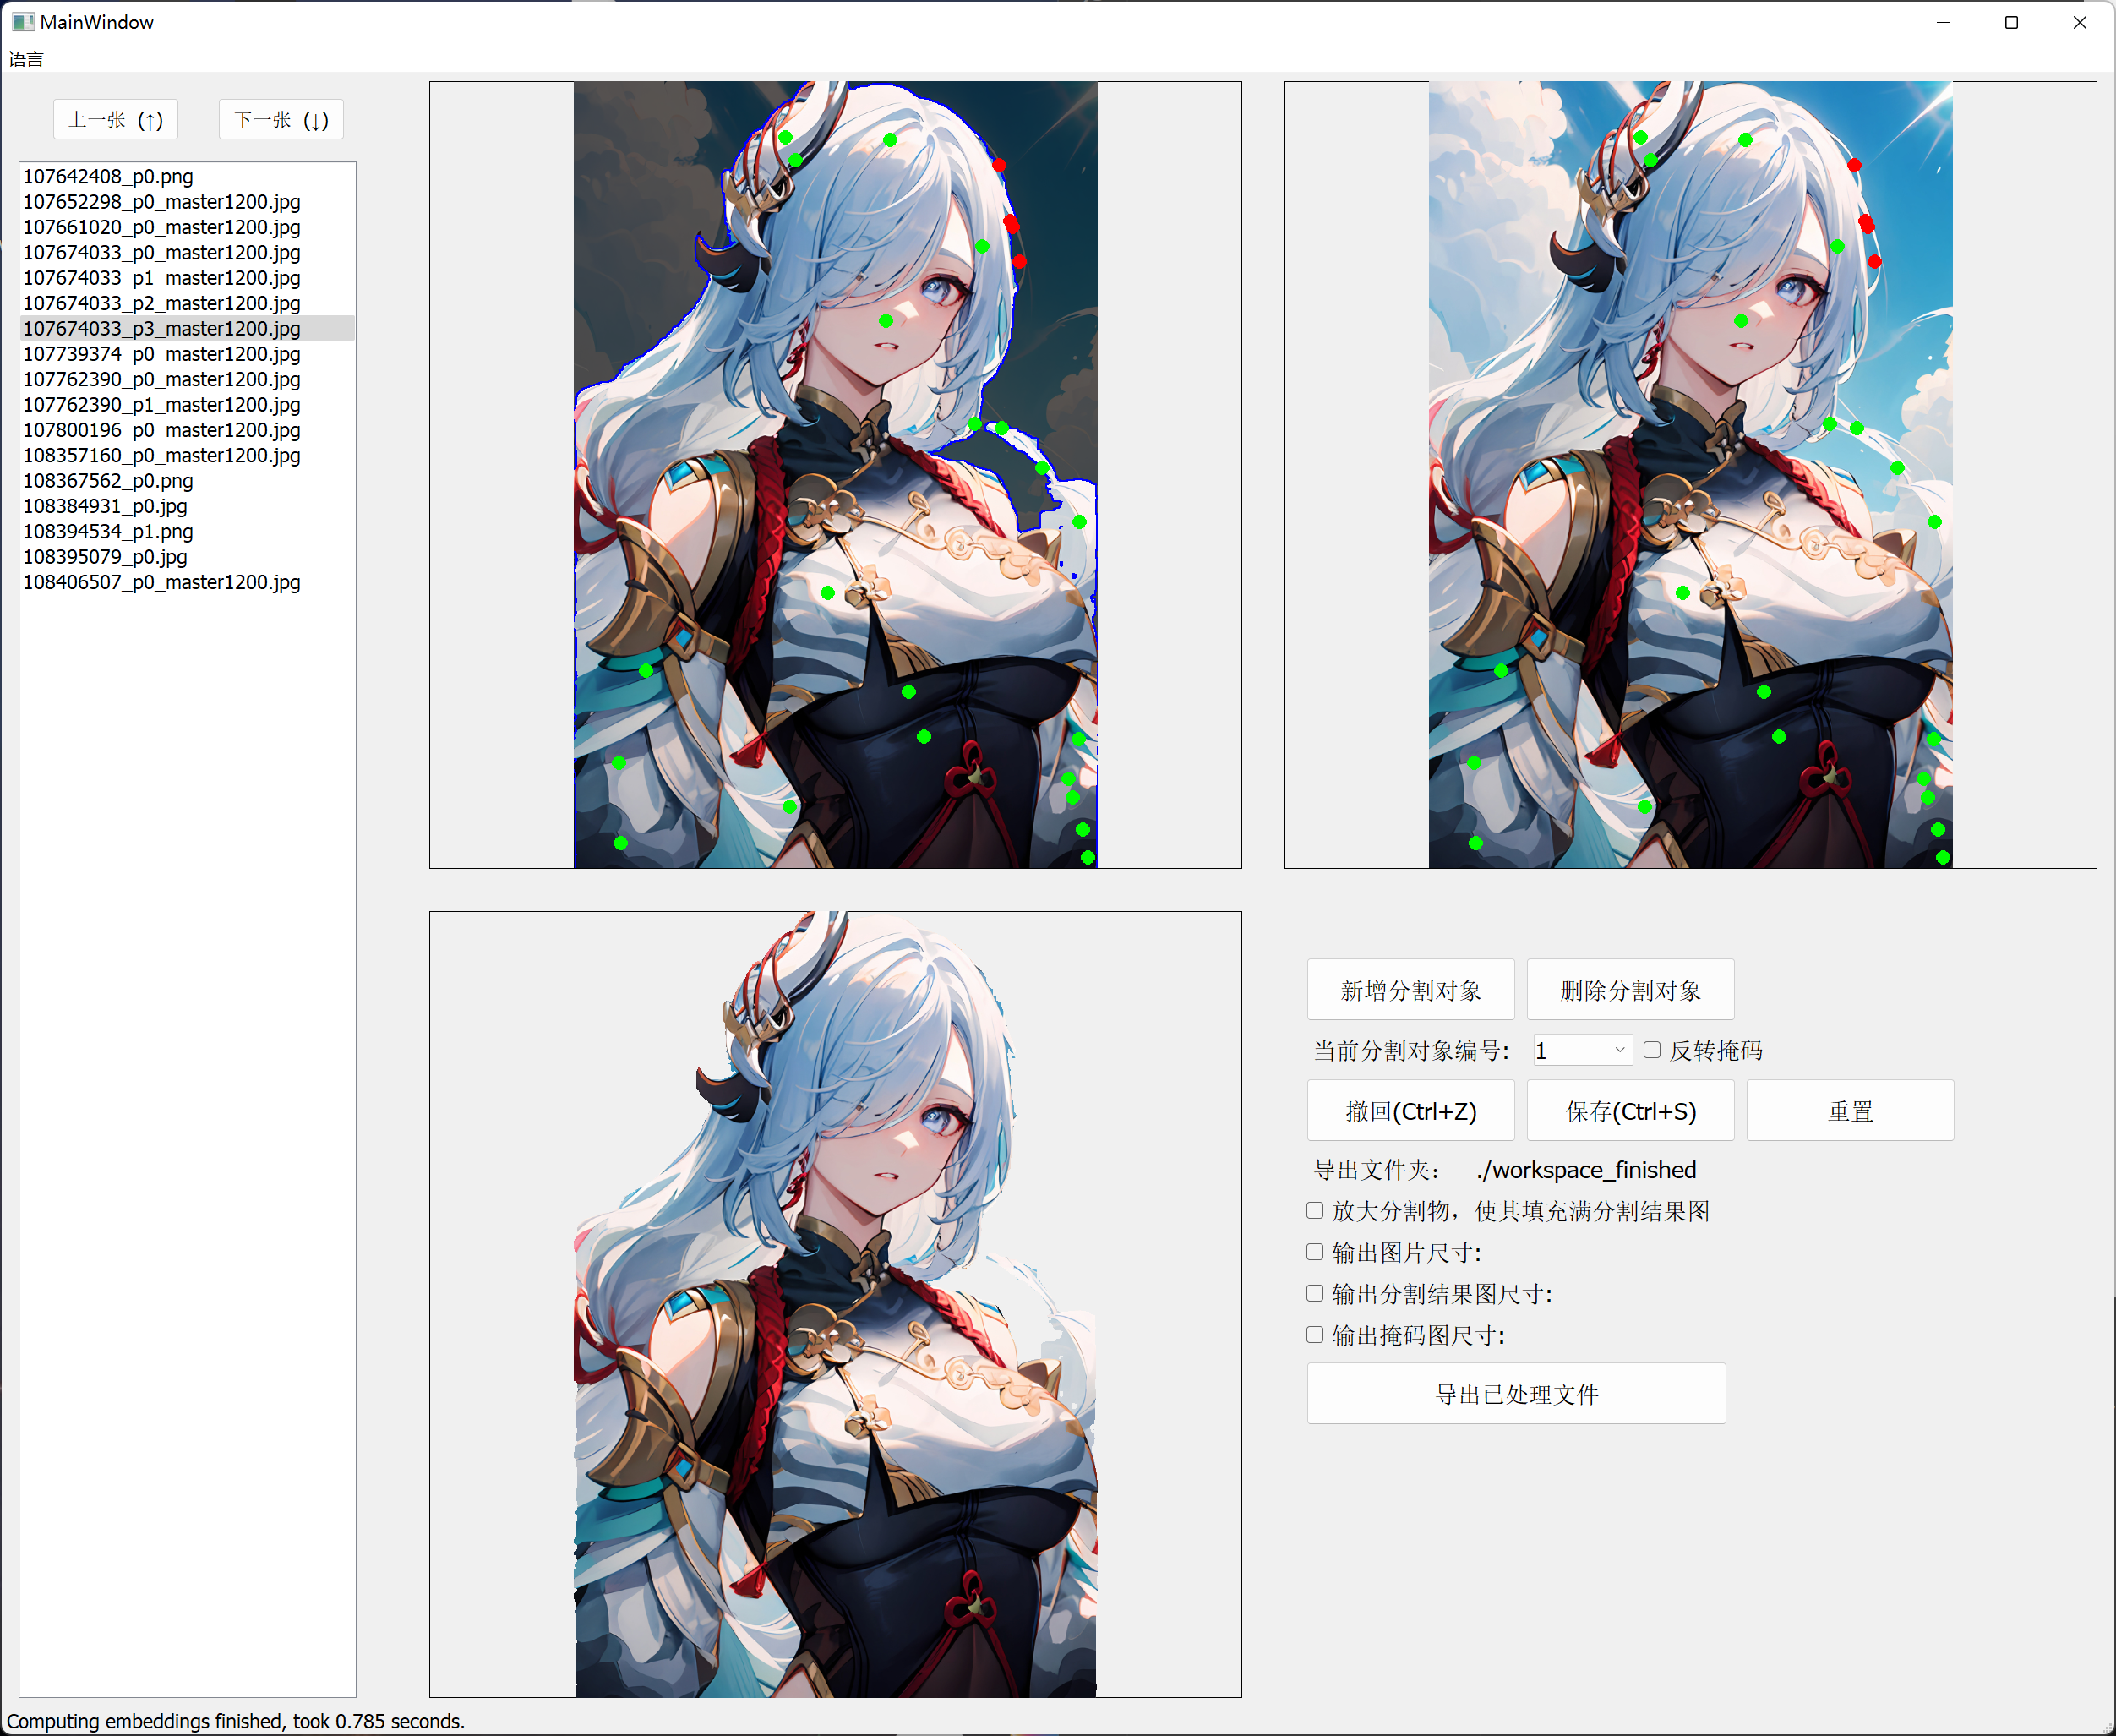 MainWindow
语言
上一张（↑） 下一张（↓）
107642408_p0.png
107652298_p0_master1200.jpg
107661020_p0_master1200.jpg
107674033_p0_master1200.jpg
107674033_p1_master1200.jpg
107674033_p2_master1200.jpg
107674033_p3_master1200.jpg
107739374_p0_master1200.jpg
107762390_p0_master1200.jpg
107762390_p1_master1200.jpg
107800196_p0_master1200.jpg
108357160_p0_master1200.jpg
108367562_p0.png
108384931_p0.jpg
108394534_p1.png
108395079_p0.jpg
108406507_p0_master1200.jpg
新增分割对象 删除分割对象
当前分割对象编号: 1 反转掩码
撤回(Ctrl+Z) 保存(Ctrl+S) 重置
导出文件夹： ./workspace_finished
放大分割物，使其填充满分割结果图
输出图片尺寸:
输出分割结果图尺寸:
输出掩码图尺寸:
导出已处理文件
Computing embeddings finished, took 0.785 seconds.